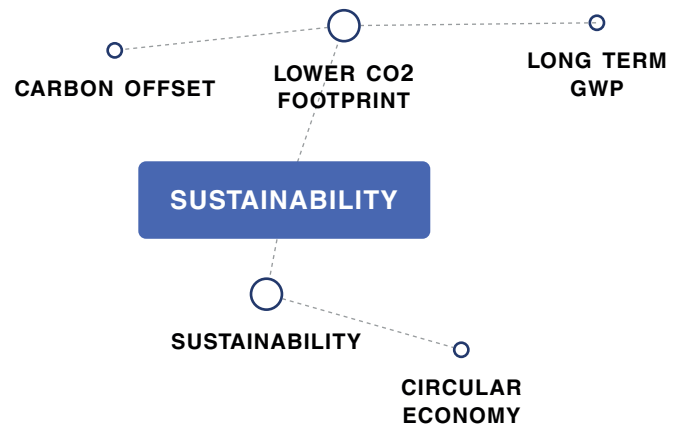 CARBON OFFSET
LOWER CO2
FOOTPRINT
LONG TERM
GWP
SUSTAINABILITY
SUSTAINABILITY
CIRCULAR
ECONOMY